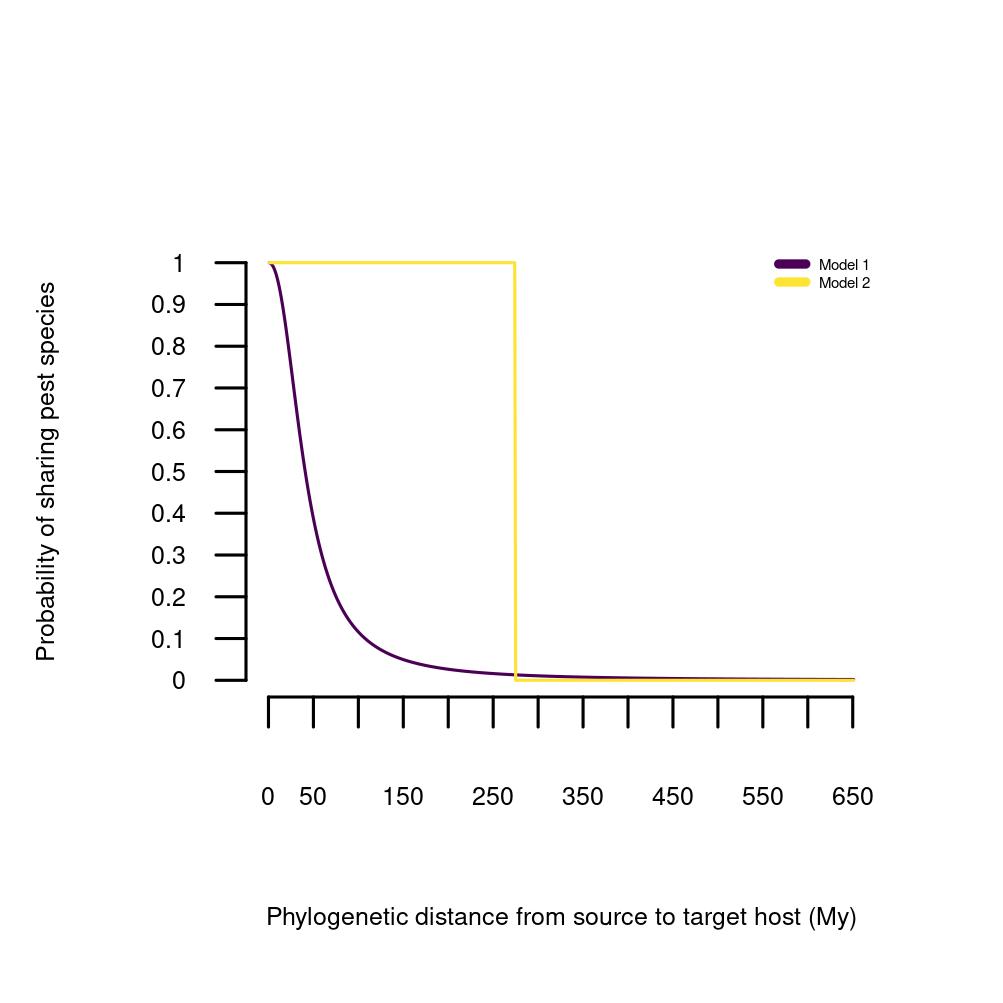 Probability of sharing pest species
1
0.9
0.8
0.7
0.6
0.5
0.4
0.3
0.2
0.1
0
Model 1
Model 2
0 50 150 250 350 450 550 650
Phylogenetic distance from source to target host (My)